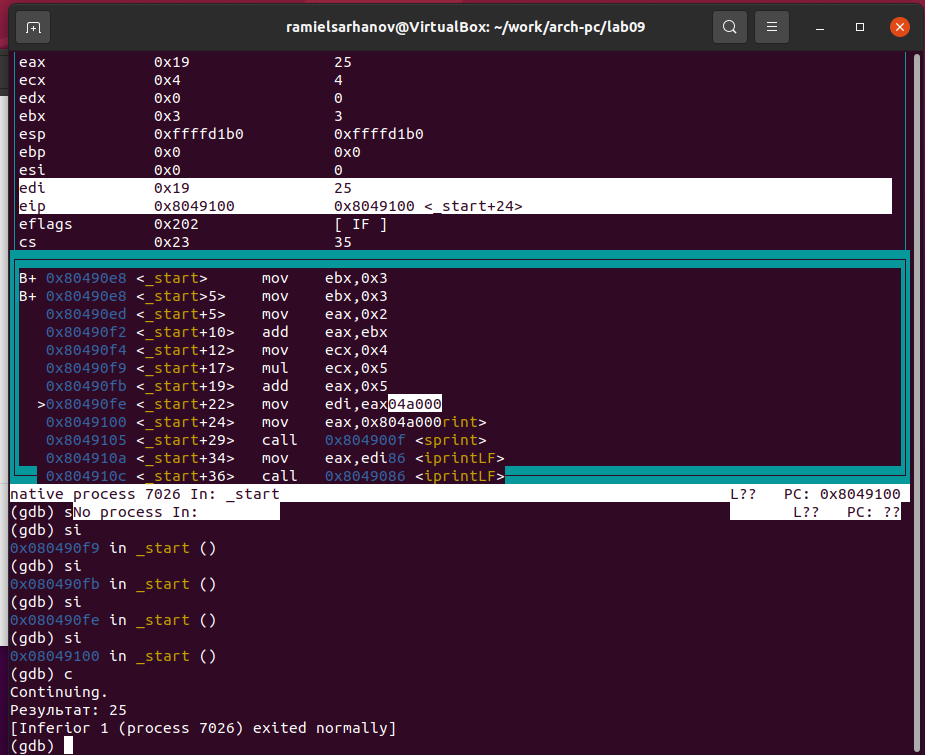 ramielsarhanov@VirtualBox: ~/work/arch-pc/lab09
eax 0x19 25
ecx 0x4 4
edx 0x0 0
ebx 0x3 3
esp 0xffffd1b0 0xffffd1b0
ebp 0x0 0x0
esi 0x0 0
edi 0x19 25
eip 0x8049100 0x8049100 <_start+24>
eflags 0x202 [ IF ]
cs 0x23 35
B+ 0x80490e8 <_start> mov ebx,0x3
B+ 0x80490e8 <_start>5> mov ebx,0x3
0x80490ed <_start+5> mov eax,0x2
0x80490f2 <_start+10> add eax,ebx
0x80490f4 <_start+12> mov ecx,0x4
0x80490f9 <_start+17> mul ecx,0x5
0x80490fb <_start+19> add eax,0x5
>0x80490fe <_start+22> mov edi,eax04a000
0x8049100 <_start+24> mov eax,0x804a000rint>
0x8049105 <_start+29> call 0x804900f <sprint>
0x804910a <_start+34> mov eax,edi86 <iprintLF>
0x804910c <_start+36> call 0x8049086 <iprintLF>
native process 7026 In: _start L?? PC: 0x8049100
(gdb) sNo process In: L?? PC: ??
(gdb) si
0x080490f9 in _start ()
(gdb) si
0x080490fb in _start ()
(gdb) si
0x080490fe in _start ()
(gdb) si
0x08049100 in _start ()
(gdb) c
Continuing.
Результат: 25
[Inferior 1 (process 7026) exited normally]
(gdb)